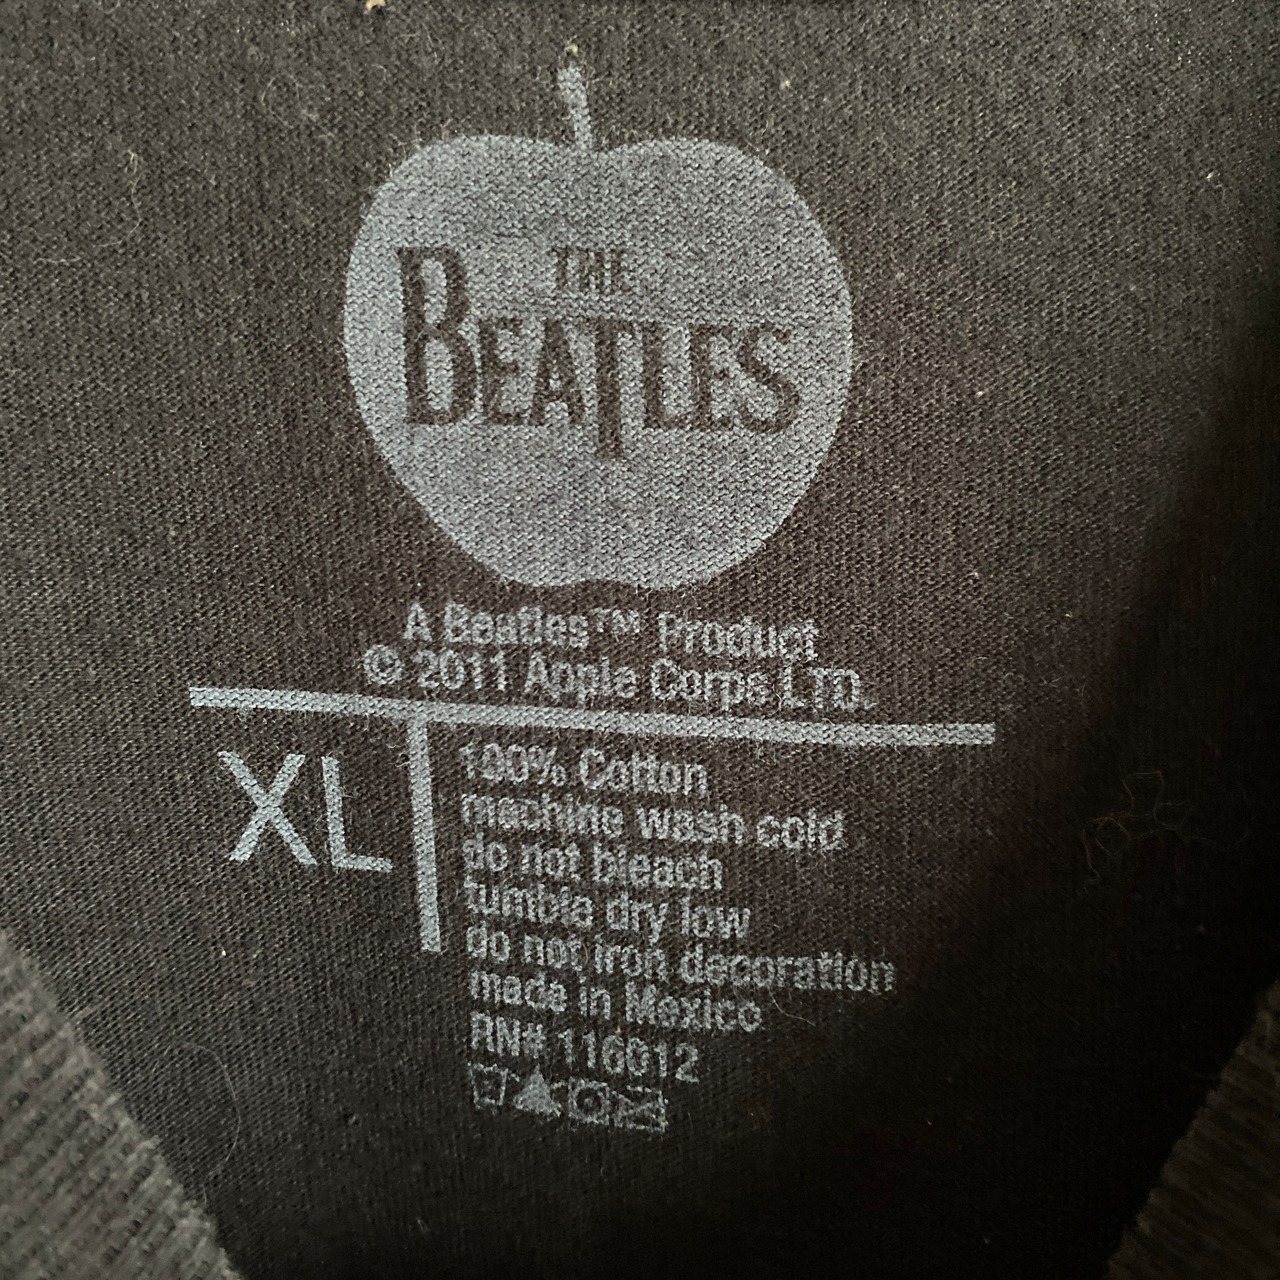 THE
BEATLES
A Beatles™ Product
© 2011 Apple Corps LTD.
XL
100% Cotton
machine wash cold
do not bleach
tumble dry low
do not iron decoration
made in Mexico
RN# 116012